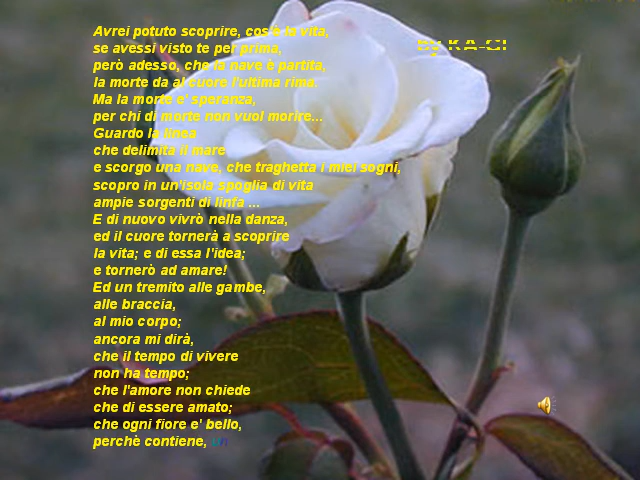 Avrei potuto scoprire, cos'è la vita,
se avessi visto te per prima,
però adesso, che la nave è partita,
la morte da al cuore l'ultima rima.
Ma la morte e' speranza,
per chi di morte non vuol morire...
Guardo la linea
che delimita il mare
e scorgo una nave, che traghetta i miei sogni,
scopro in un'isola spoglia di vita
ampie sorgenti di linfa ...
E di nuovo vivrò nella danza,
ed il cuore tornerà a scoprire
la vita; e di essa l'idea;
e tornerò ad amare!
Ed un tremito alle gambe,
alle braccia,
al mio corpo;
ancora mi dirà,
che il tempo di vivere
non ha tempo;
che l'amore non chiede
che di essere amato;
che ogni fiore e' bello,
perchè contiene, un
By KA-CI